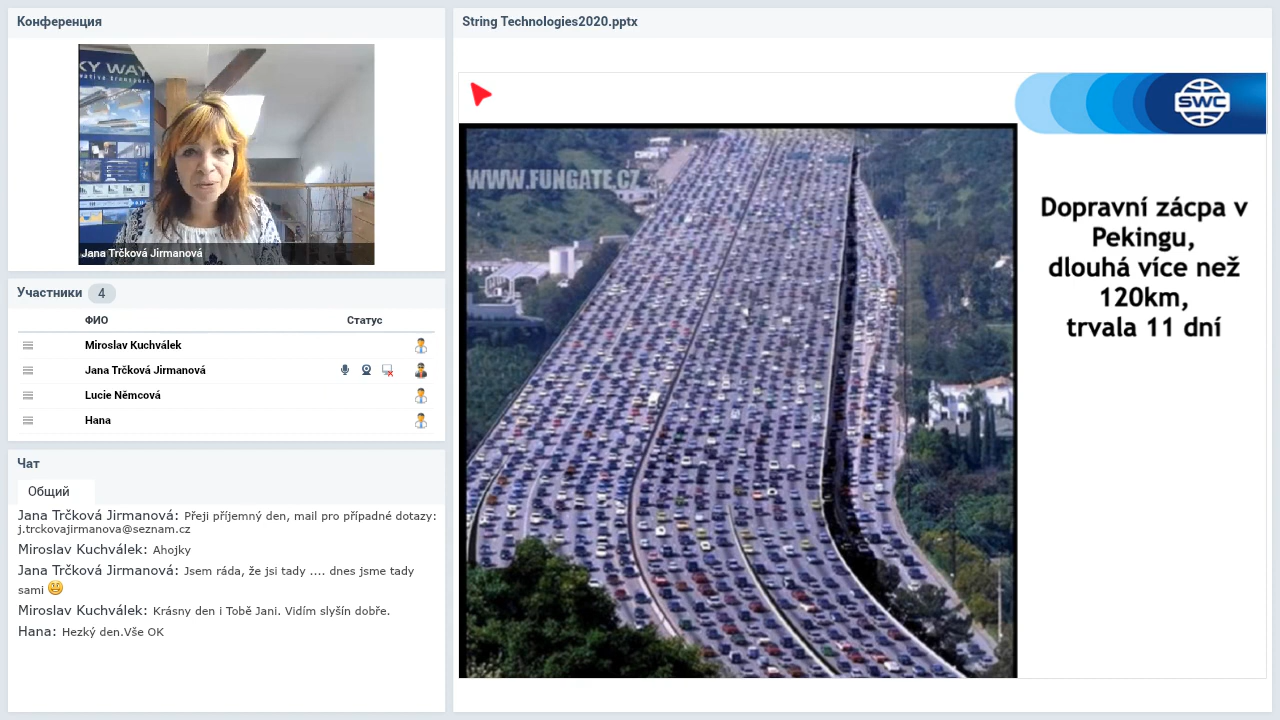 Конференция
KY WAY
Jana Trčková Jirmanová
Участники 4
ФИО Статус
Miroslav Kuchválek
Jana Trčková Jirmanová
Lucie Němcová
Hana
Чат
Общий
Jana Trčková Jirmanová: Přeji příjemný den, mail pro případné dotazy:
j.trckovajirmanova@seznam.cz
Miroslav Kuchválek: Ahojky
Jana Trčková Jirmanová: Jsem ráda, že jsi tady .... dnes jsme tady
sami
Miroslav Kuchválek: Krásny den i Tobě Jani. Vidím slyšín dobře.
Hana: Hezký den.Vše OK
String Technologies2020.pptx
SWC
WWW.FUNGATE.CZ
Dopravní zácpa v
Pekingu,
dlouhá více než
120km,
trvala 11 dní